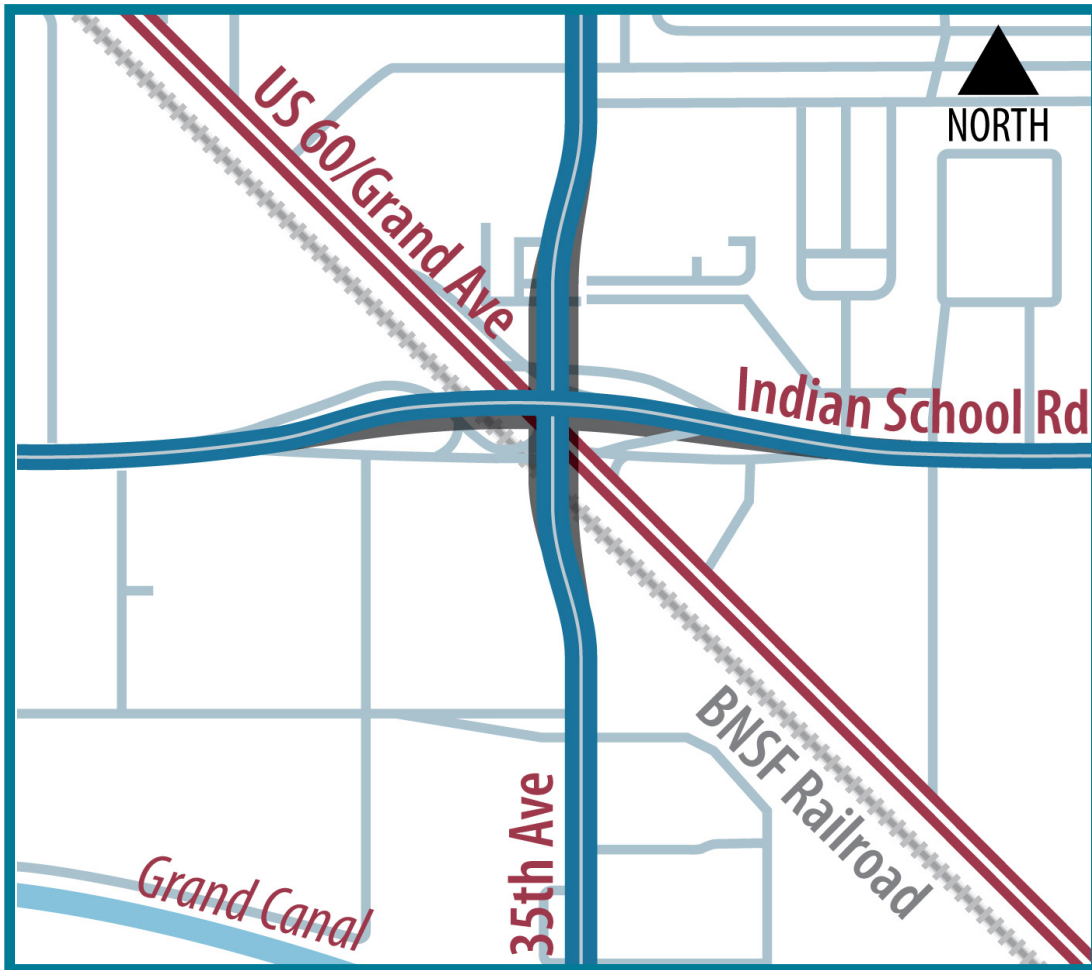 US 60/Grand Ave
NORTH
Indian School Rd
BNSF Railroad
35th Ave
Grand Canal